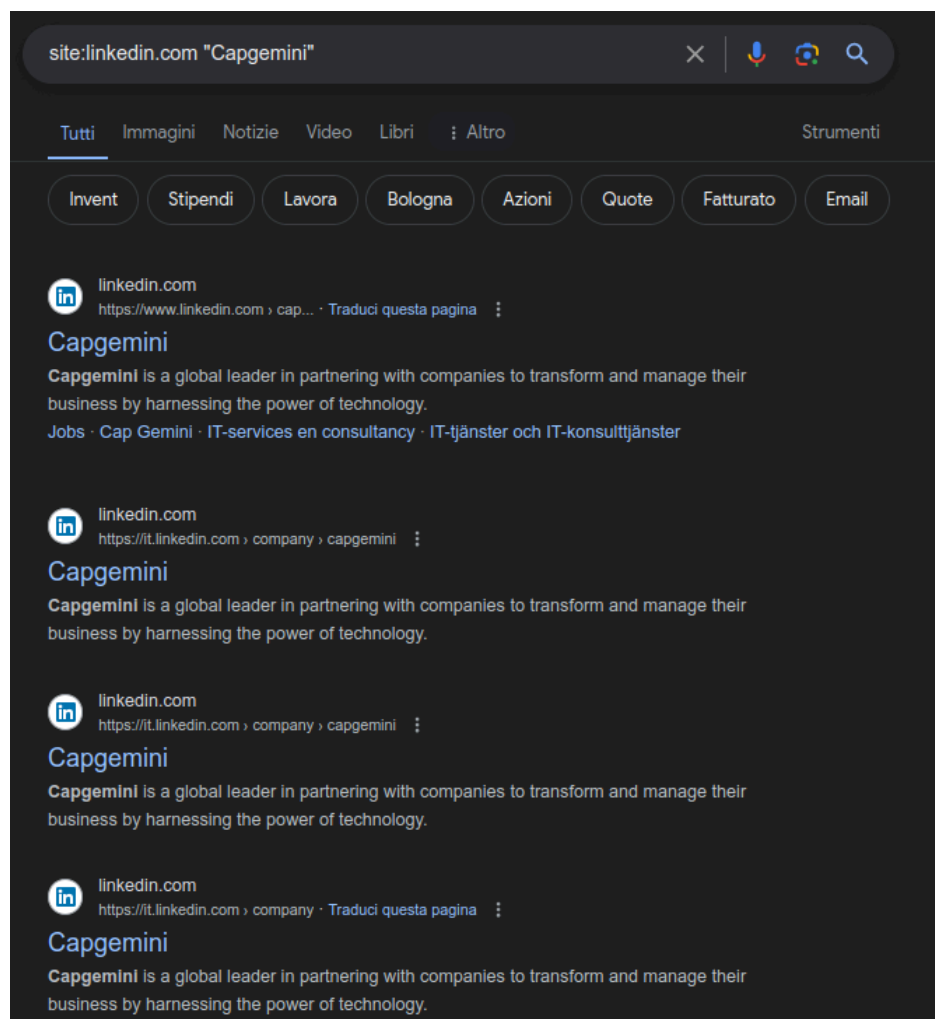 site:linkedin.com "Capgemini"
Tutti Immagini Notizie Video Libri Altro Strumenti
Invent Stipendi Lavora Bologna Azioni Quote Fatturato Email
linkedin.com
https://www.linkedin.com › cap... · Traduci questa pagina
Capgemini
Capgemini is a global leader in partnering with companies to transform and manage their
business by harnessing the power of technology.
Jobs · Cap Gemini · IT-services en consultancy · IT-tjänster och IT-konsulttjänster
linkedin.com
https://it.linkedin.com › company › capgemini
Capgemini
Capgemini is a global leader in partnering with companies to transform and manage their
business by harnessing the power of technology.
linkedin.com
https://it.linkedin.com › company › capgemini
Capgemini
Capgemini is a global leader in partnering with companies to transform and manage their
business by harnessing the power of technology.
linkedin.com
https://it.linkedin.com › company · Traduci questa pagina
Capgemini
Capgemini is a global leader in partnering with companies to transform and manage their
business by harnessing the power of technology.